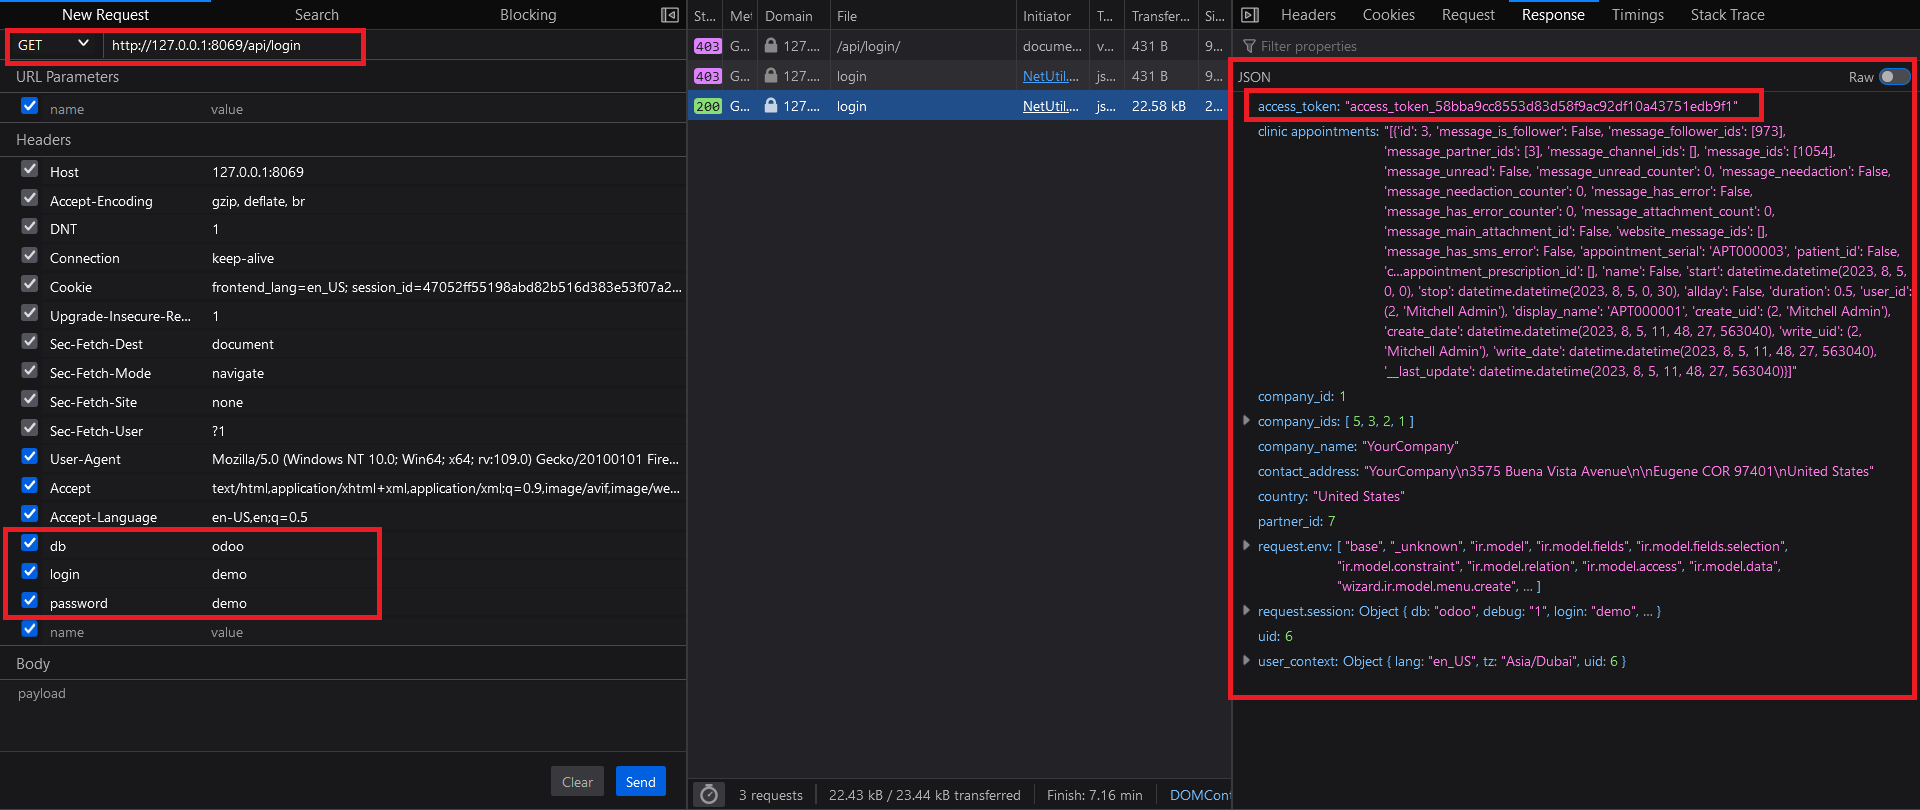 New Request Search Blocking
GET http://127.0.0.1:8069/api/login
URL Parameters
name value
Headers
Host 127.0.0.1:8069
Accept-Encoding gzip, deflate, br
DNT 1
Connection keep-alive
Cookie frontend_lang=en_US; session_id=47052ff55198abd82b516d383e53f07a2...
Upgrade-Insecure-Re... 1
Sec-Fetch-Dest document
Sec-Fetch-Mode navigate
Sec-Fetch-Site none
Sec-Fetch-User ?1
User-Agent Mozilla/5.0 (Windows NT 10.0; Win64; x64; rv:109.0) Gecko/20100101 Fire...
Accept text/html,application/xhtml+xml,application/xml;q=0.9,image/avif,image/we...
Accept-Language en-US,en;q=0.5
db odoo
login demo
password demo
name value
Body
payload
Clear Send
St... Me Domain File Initiator T... Transfer... Si...
403 G... 127.... /api/login/ docume... v... 431 B 9...
403 G... 127.... login NetUtil.... js... 431 B 9...
200 G... 127.... login NetUtil.... js... 22.58 kB 2...
3 requests 22.43 kB / 23.44 kB transferred Finish: 7.16 min DOMCont
Headers Cookies Request Response Timings Stack Trace
Filter properties
JSON Raw
access_token: "access_token_58bba9cc8553d83d58f9ac92df10a43751edb9f1"
clinic appointments: "[{'id': 3, 'message_is_follower': False, 'message_follower_ids': [973],
'message_partner_ids': [3], 'message_channel_ids': [], 'message_ids': [1054],
'message_unread': False, 'message_unread_counter': 0, 'message_needaction': False,
'message_needaction_counter': 0, 'message_has_error': False,
'message_has_error_counter': 0, 'message_attachment_count': 0,
'message_main_attachment_id': False, 'website_message_ids': [],
'message_has_sms_error': False, 'appointment_serial': 'APT000003', 'patient_id': False,
'c...appointment_prescription_id': [], 'name': False, 'start': datetime.datetime(2023, 8, 5,
0, 0), 'stop': datetime.datetime(2023, 8, 5, 0, 30), 'allday': False, 'duration': 0.5, 'user_id':
(2, 'Mitchell Admin'), 'display_name': 'APT000001', 'create_uid': (2, 'Mitchell Admin'),
'create_date': datetime.datetime(2023, 8, 5, 11, 48, 27, 563040), 'write_uid': (2,
'Mitchell Admin'), 'write_date': datetime.datetime(2023, 8, 5, 11, 48, 27, 563040),
'__last_update': datetime.datetime(2023, 8, 5, 11, 48, 27, 563040)}]"
company_id: 1
company_ids: [ 5, 3, 2, 1 ]
company_name: "YourCompany"
contact_address: "YourCompany\n3575 Buena Vista Avenue\n\nEugene COR 97401\nUnited States"
country: "United States"
partner_id: 7
request.env: [ "base", "_unknown", "ir.model", "ir.model.fields", "ir.model.fields.selection",
"ir.model.constraint", "ir.model.relation", "ir.model.access", "ir.model.data",
"wizard.ir.model.menu.create", ... ]
request.session: Object { db: "odoo", debug: "1", login: "demo", ... }
uid: 6
user_context: Object { lang: "en_US", tz: "Asia/Dubai", uid: 6 }